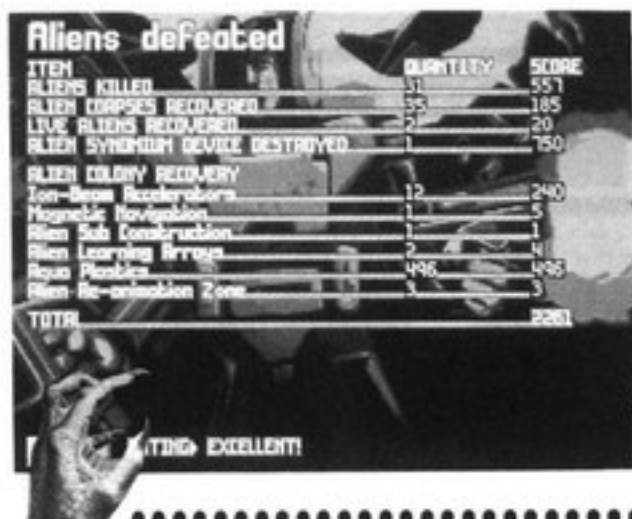 Aliens defeated
ITEM QUANTITY SCORE
ALIENS KILLED 31 557
ALIEN CORPSES RECOVERED 35 185
LIVE ALIENS RECOVERED 2 20
ALIEN SYNOMIUM DEVICE DESTROYED 1 750
ALIEN COLONY RECOVERY
Ion-Beam Accelerators 12 240
Magnetic Navigation 1 5
Alien Sub Construction 1 1
Alien Learning Arrays 2 4
Aqua Plastics 496 496
Alien Re-animation Zone 3 3
TOTAL 2261
TING> EXCELLENT!